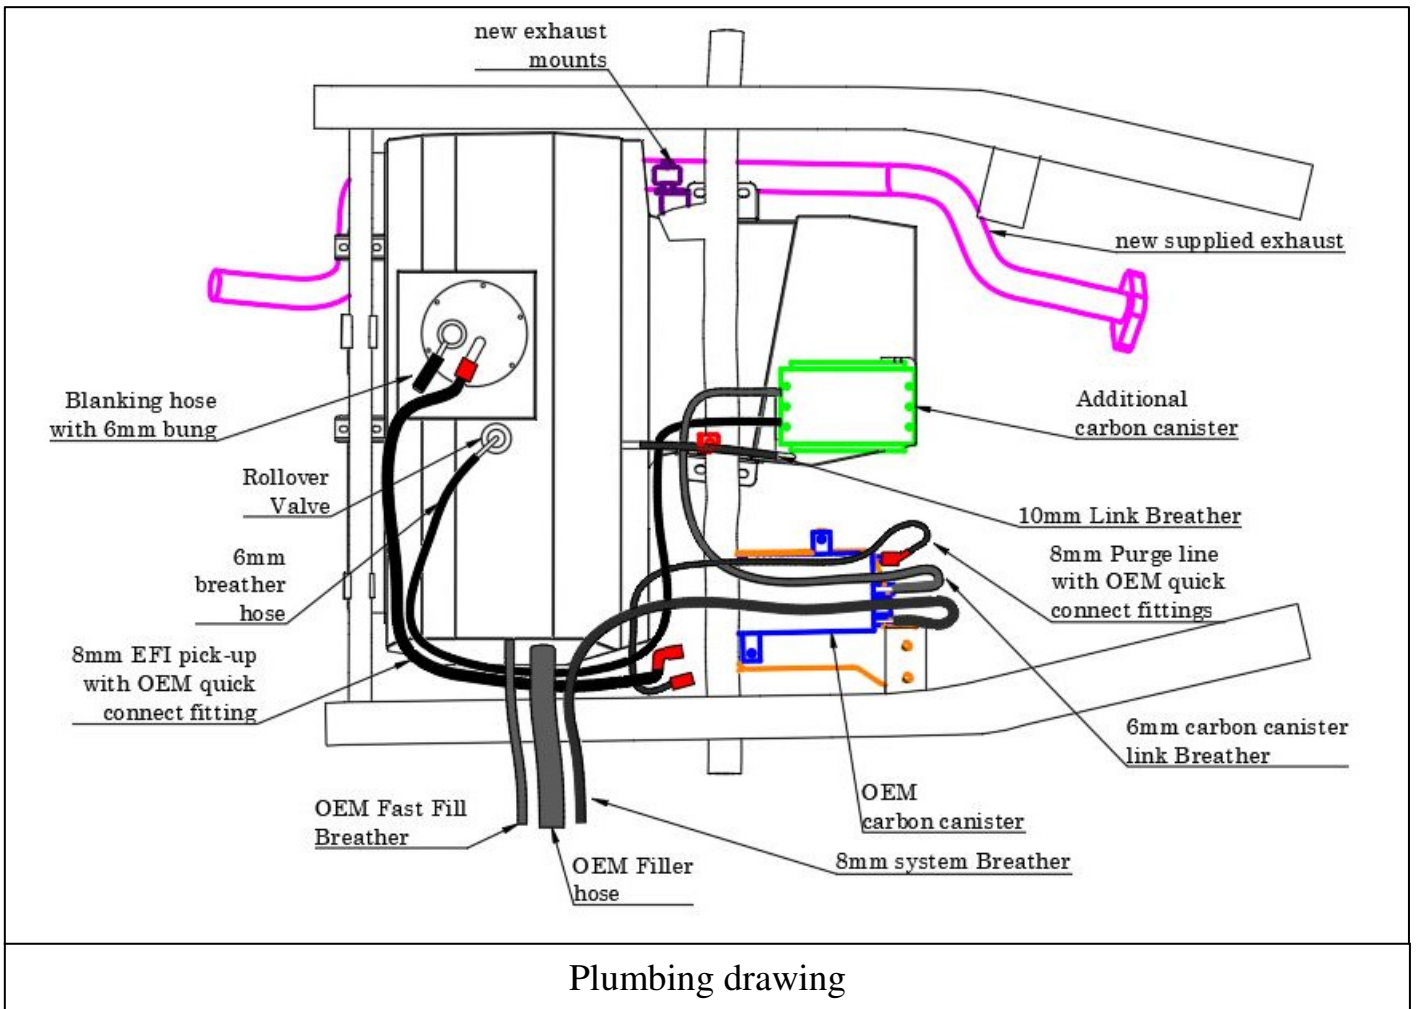 new exhaust
mounts
new supplied exhaust
Blanking hose
with 6mm bung
Additional
carbon canister
Rollover
Valve
10mm Link Breather
6mm
breather
hose
8mm Purge line
with OEM quick
connect fittings
8mm EFI pick-up
with OEM quick
connect fitting
6mm carbon canister
link Breather
OEM Fast Fill
Breather
OEM
carbon canister
OEM Filler
hose
8mm system Breather
Plumbing drawing